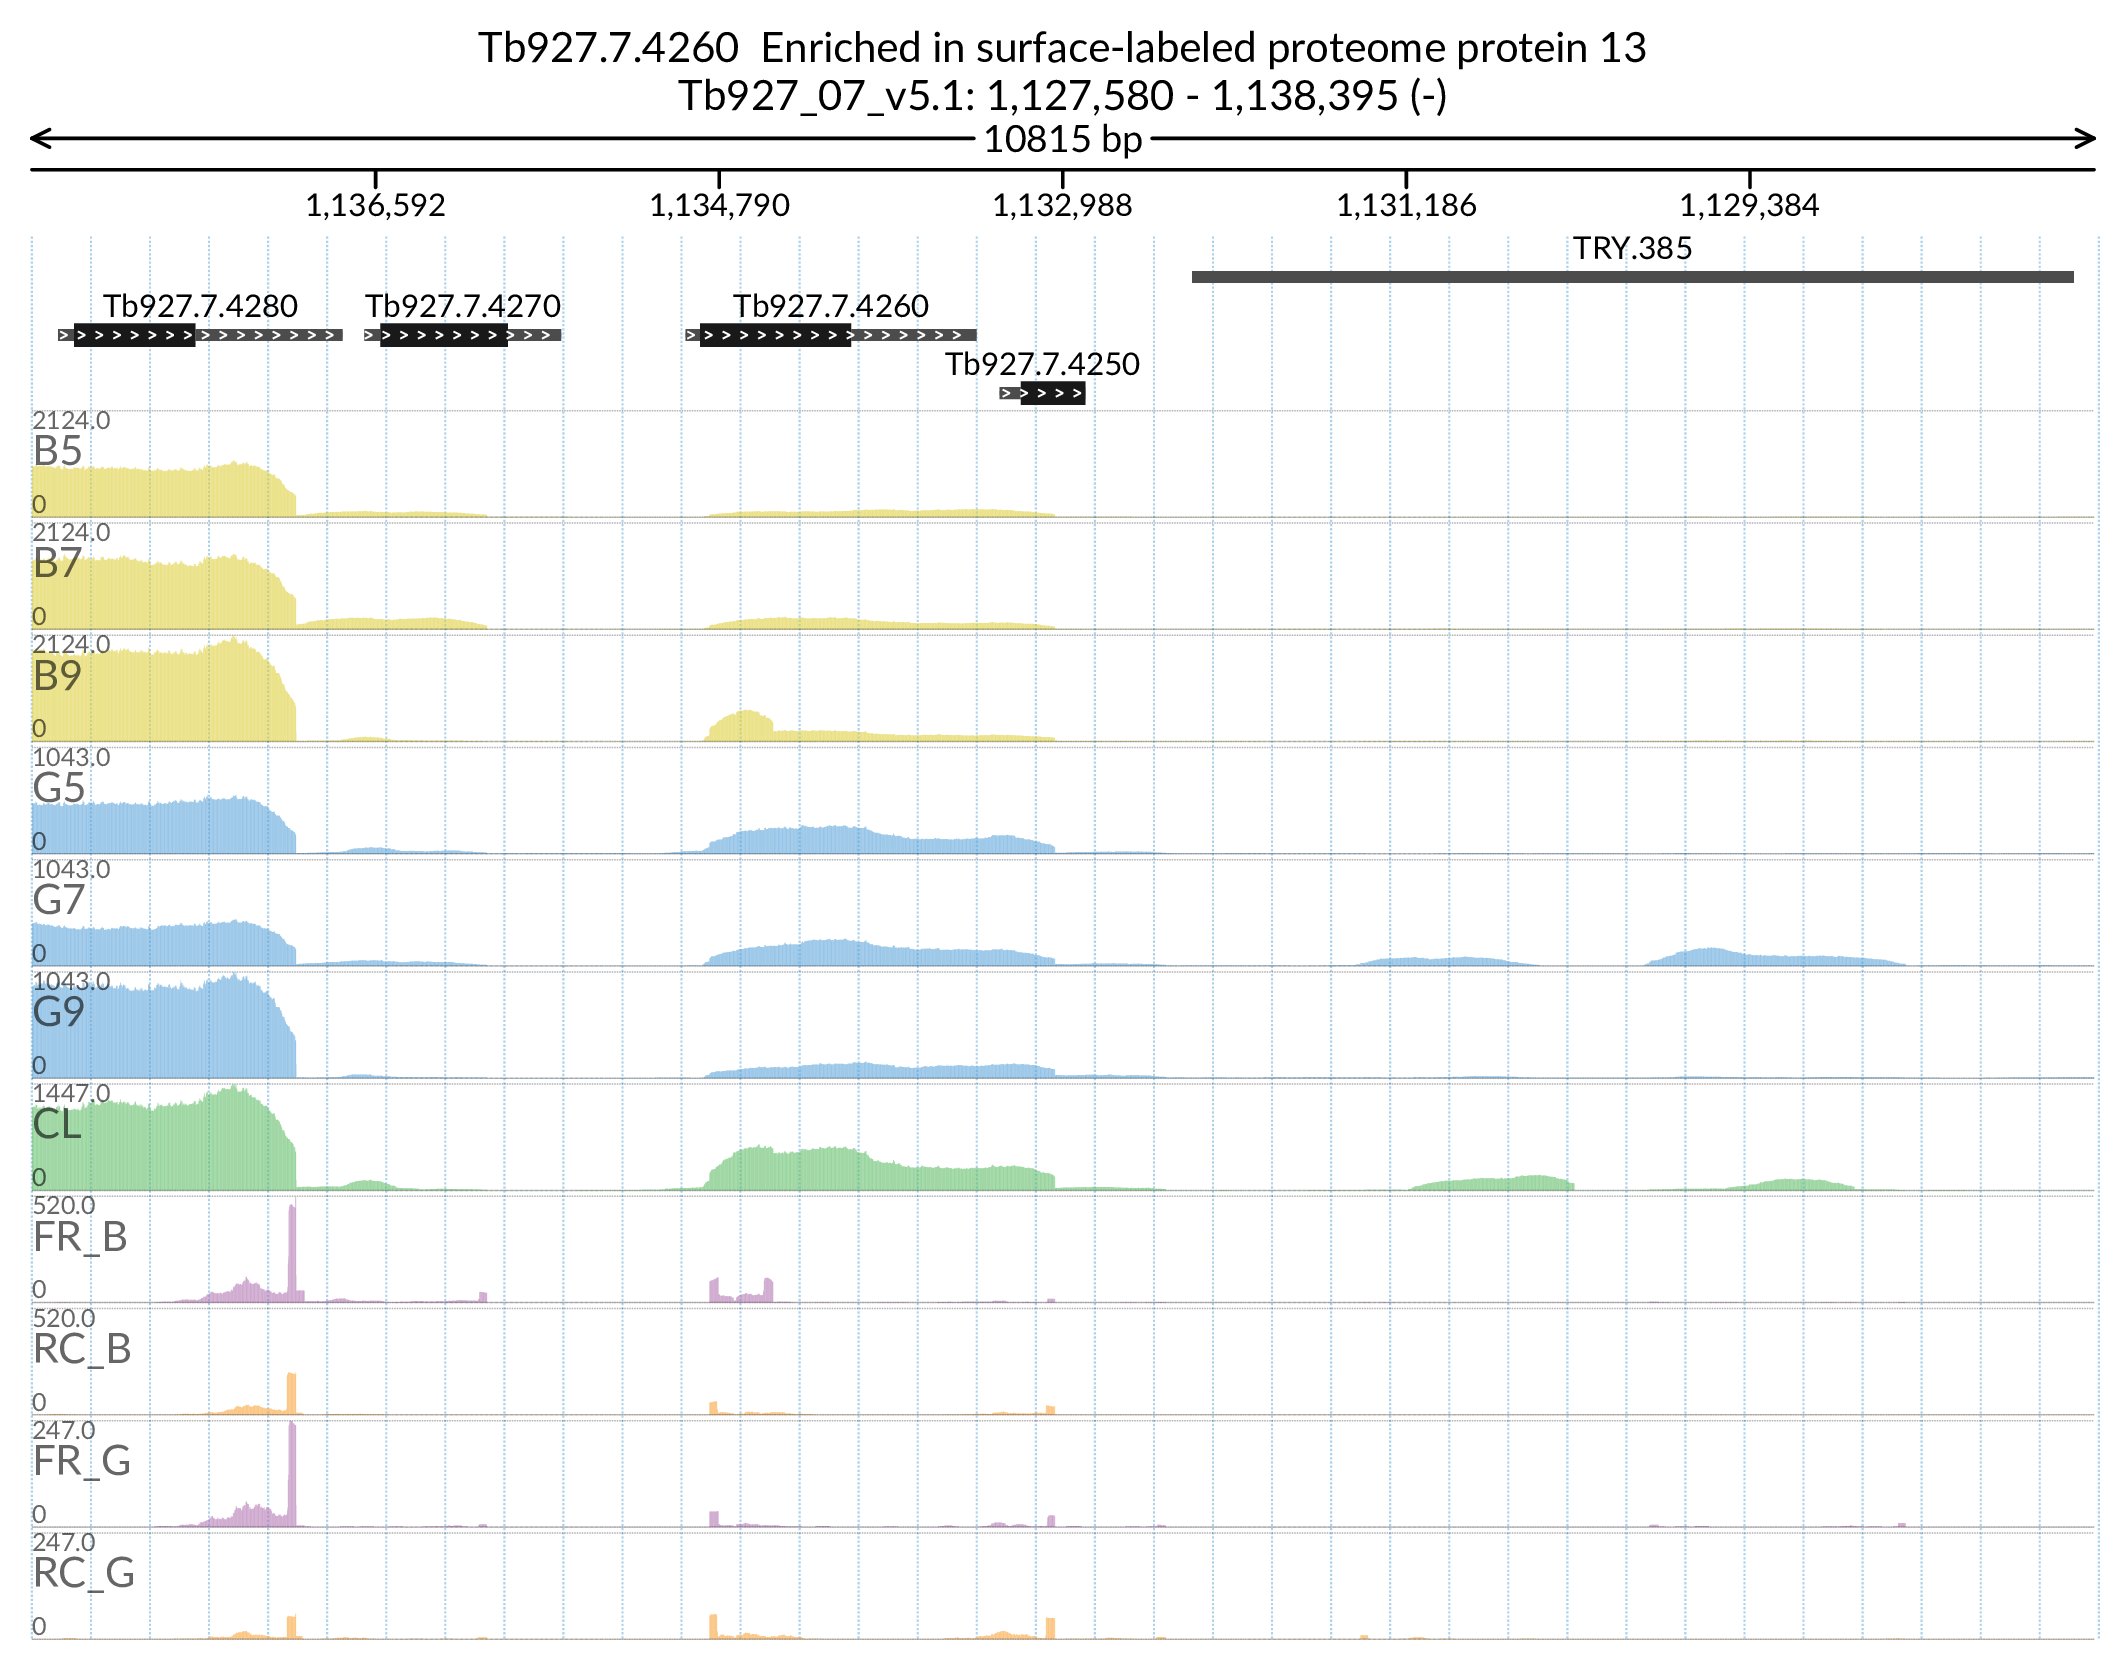 Tb927.7.4260  Enriched in surface-labeled proteome protein 13
Tb927_07_v5.1: 1,127,580 - 1,138,395 (-)
10815 bp
1,136,592 1,134,790 1,132,988 1,131,186 1,129,384
TRY.385
Tb927.7.4280 Tb927.7.4270 Tb927.7.4260
Tb927.7.4250
2124.0
B5
0
2124.0
B7
0
2124.0
B9
0
1043.0
G5
0
1043.0
G7
0
1043.0
G9
0
1447.0
CL
0
520.0
FR_B
0
520.0
RC_B
0
247.0
FR_G
0
247.0
RC_G
0